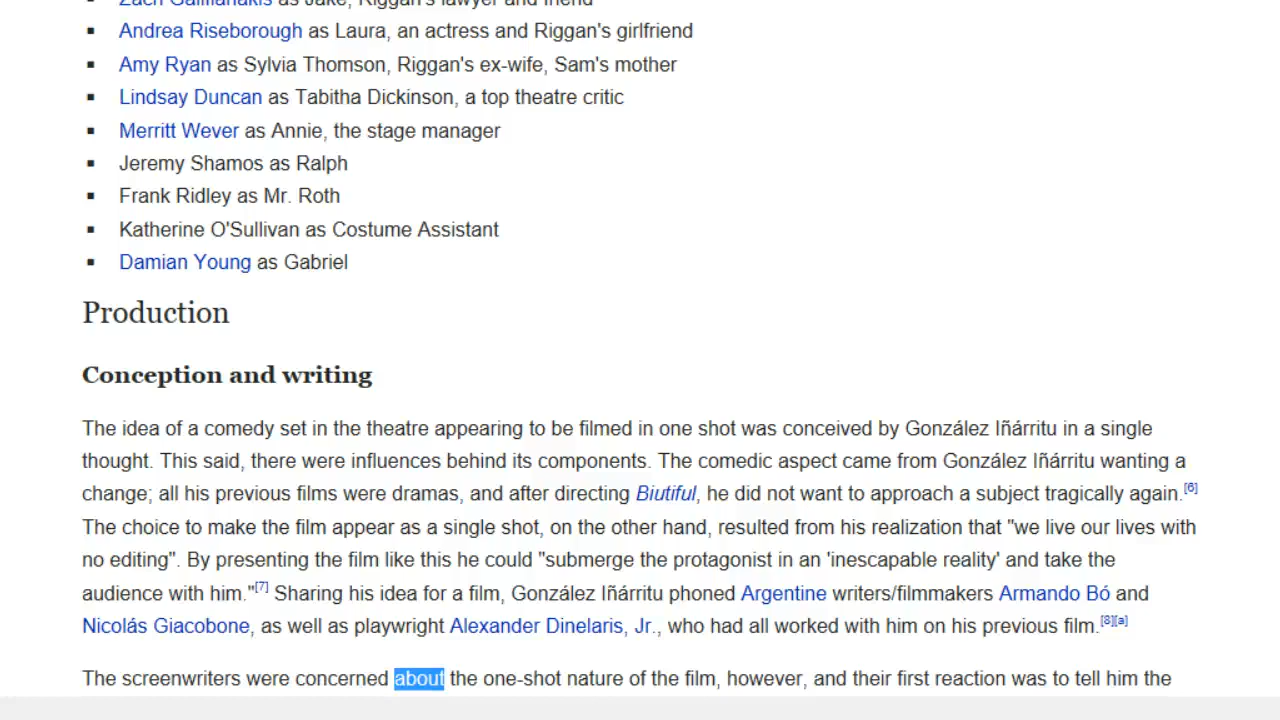 Zach Galifianakis as Jake, Riggan's lawyer and friend
Andrea Riseborough as Laura, an actress and Riggan's girlfriend
Amy Ryan as Sylvia Thomson, Riggan's ex-wife, Sam's mother
Lindsay Duncan as Tabitha Dickinson, a top theatre critic
Merritt Wever as Annie, the stage manager
Jeremy Shamos as Ralph
Frank Ridley as Mr. Roth
Katherine O'Sullivan as Costume Assistant
Damian Young as Gabriel
Production
Conception and writing
The idea of a comedy set in the theatre appearing to be filmed in one shot was conceived by González Iñárritu in a single
thought. This said, there were influences behind its components. The comedic aspect came from González Iñárritu wanting a
change; all his previous films were dramas, and after directing Biutiful, he did not want to approach a subject tragically again.[6]
The choice to make the film appear as a single shot, on the other hand, resulted from his realization that "we live our lives with
no editing". By presenting the film like this he could "submerge the protagonist in an 'inescapable reality' and take the
audience with him."[7] Sharing his idea for a film, González Iñárritu phoned Argentine writers/filmmakers Armando Bó and
Nicolás Giacobone, as well as playwright Alexander Dinelaris, Jr., who had all worked with him on his previous film.[8][a]
The screenwriters were concerned about the one-shot nature of the film, however, and their first reaction was to tell him the